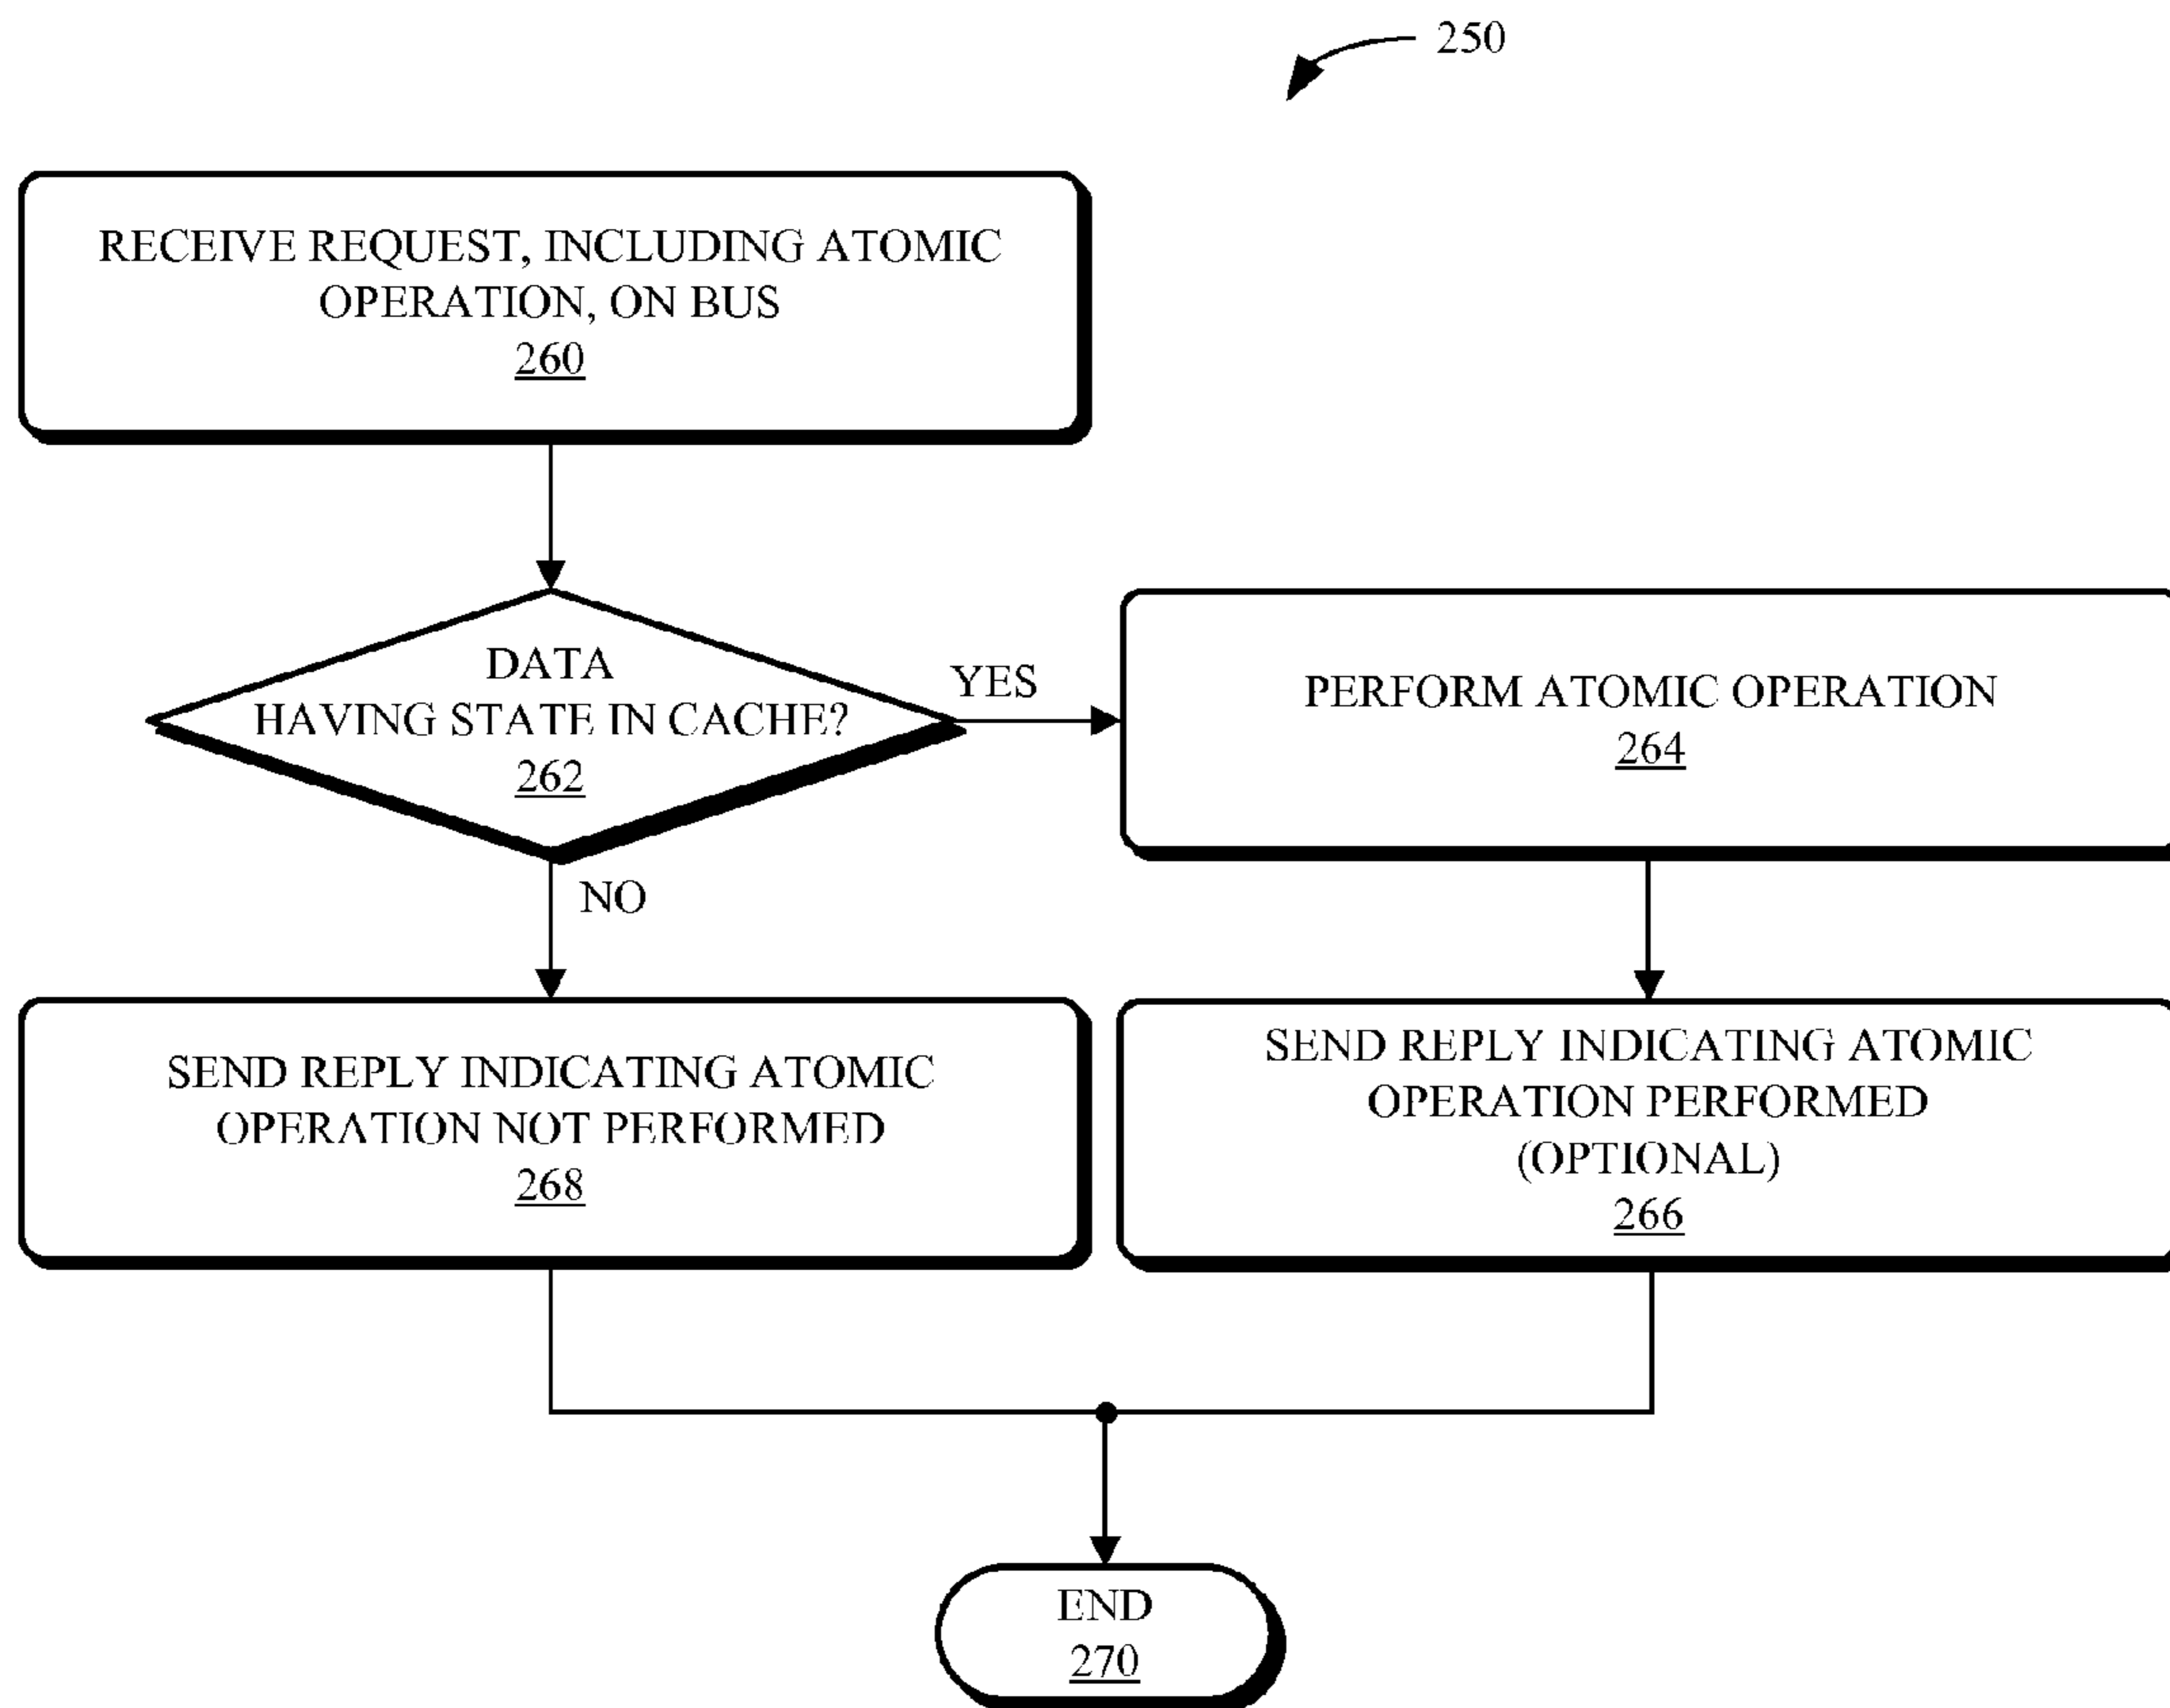 250
RECEIVE REQUEST, INCLUDING ATOMIC
OPERATION, ON BUS
260
DATA
HAVING STATE IN CACHE?
262
YES
PERFORM ATOMIC OPERATION
264
NO
SEND REPLY INDICATING ATOMIC
OPERATION NOT PERFORMED
268
SEND REPLY INDICATING ATOMIC
OPERATION PERFORMED
(OPTIONAL)
266
END
270